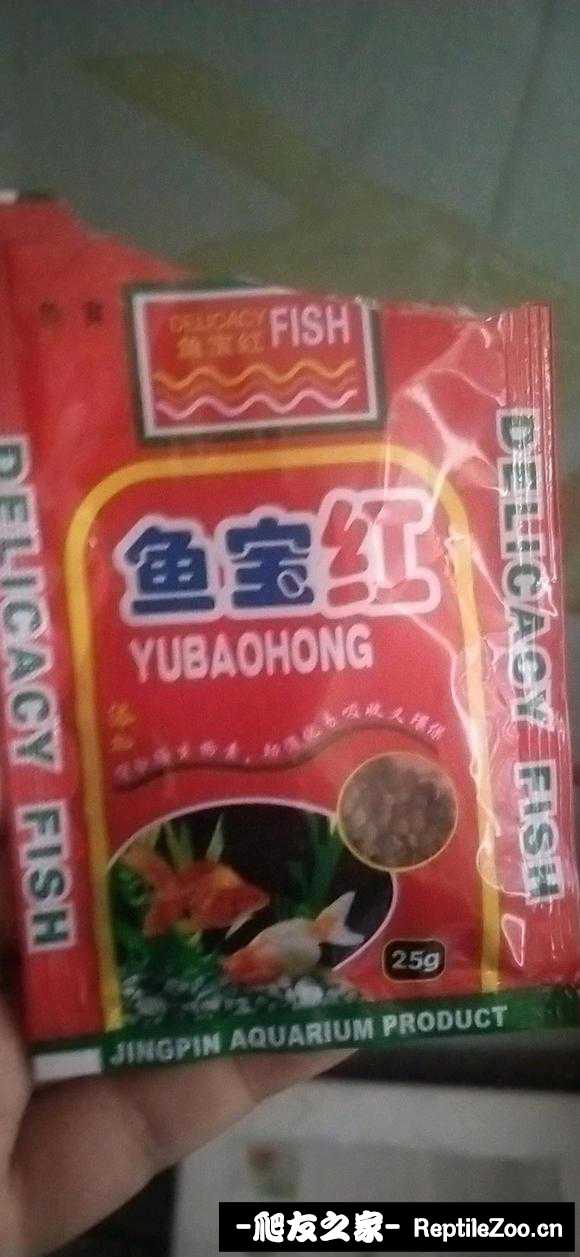 DELICACY FISH
鱼宝红
鱼宝红
YUBAOHONG
DELICACY FISH
DELICACY FISH
25g
JINGPIN AQUARIUM PRODUCT
-爬友之家- ReptileZoo.cn